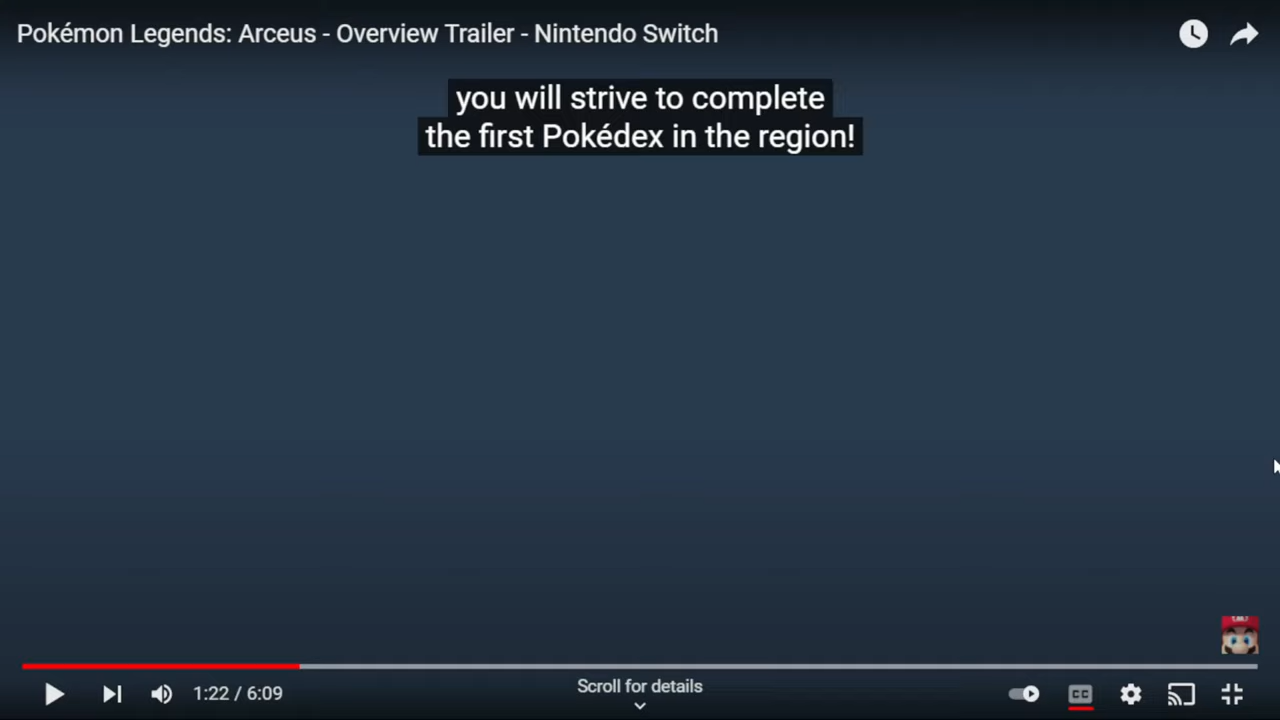 Pokémon Legends: Arceus - Overview Trailer - Nintendo Switch
you will strive to complete
the first Pokédex in the region!
1:22 / 6:09
Scroll for details
CC